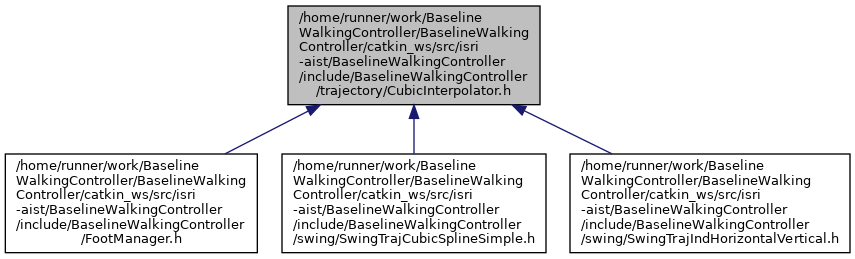 /home/runner/work/Baseline
WalkingController/BaselineWalking
Controller/catkin_ws/src/isri
-aist/BaselineWalkingController
/include/BaselineWalkingController
/trajectory/CubicInterpolator.h
/home/runner/work/Baseline
WalkingController/BaselineWalking
Controller/catkin_ws/src/isri
-aist/BaselineWalkingController
/include/BaselineWalkingController
/FootManager.h
/home/runner/work/Baseline
WalkingController/BaselineWalking
Controller/catkin_ws/src/isri
-aist/BaselineWalkingController
/include/BaselineWalkingController
/swing/SwingTrajCubicSplineSimple.h
/home/runner/work/Baseline
WalkingController/BaselineWalking
Controller/catkin_ws/src/isri
-aist/BaselineWalkingController
/include/BaselineWalkingController
/swing/SwingTrajIndHorizontalVertical.h